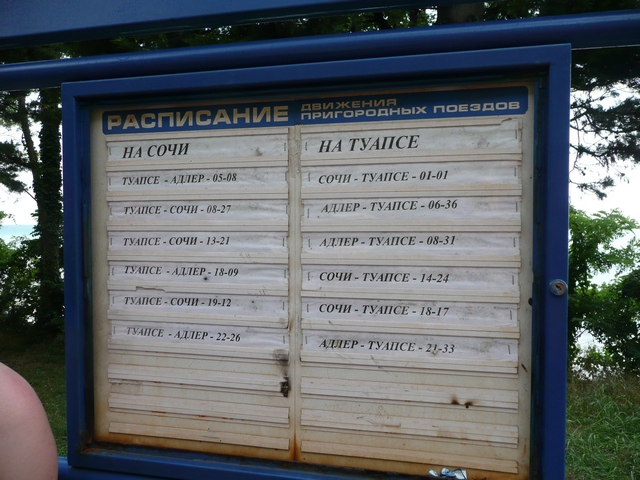 РАСПИСАНИЕ ДВИЖЕНИЯ ПРИГОРОДНЫХ ПОЕЗДОВ
НА СОЧИ
ТУАПСЕ - АДЛЕР - 05-08
ТУАПСЕ - СОЧИ - 08-27
ТУАПСЕ - СОЧИ - 13-21
ТУАПСЕ - АДЛЕР - 18-09
ТУАПСЕ - СОЧИ - 19-12
ТУАПСЕ - АДЛЕР - 22-26
НА ТУАПСЕ
СОЧИ - ТУАПСЕ - 01-01
АДЛЕР - ТУАПСЕ - 06-36
АДЛЕР - ТУАПСЕ - 08-31
СОЧИ - ТУАПСЕ - 14-24
СОЧИ - ТУАПСЕ - 18-17
АДЛЕР - ТУАПСЕ - 21-33